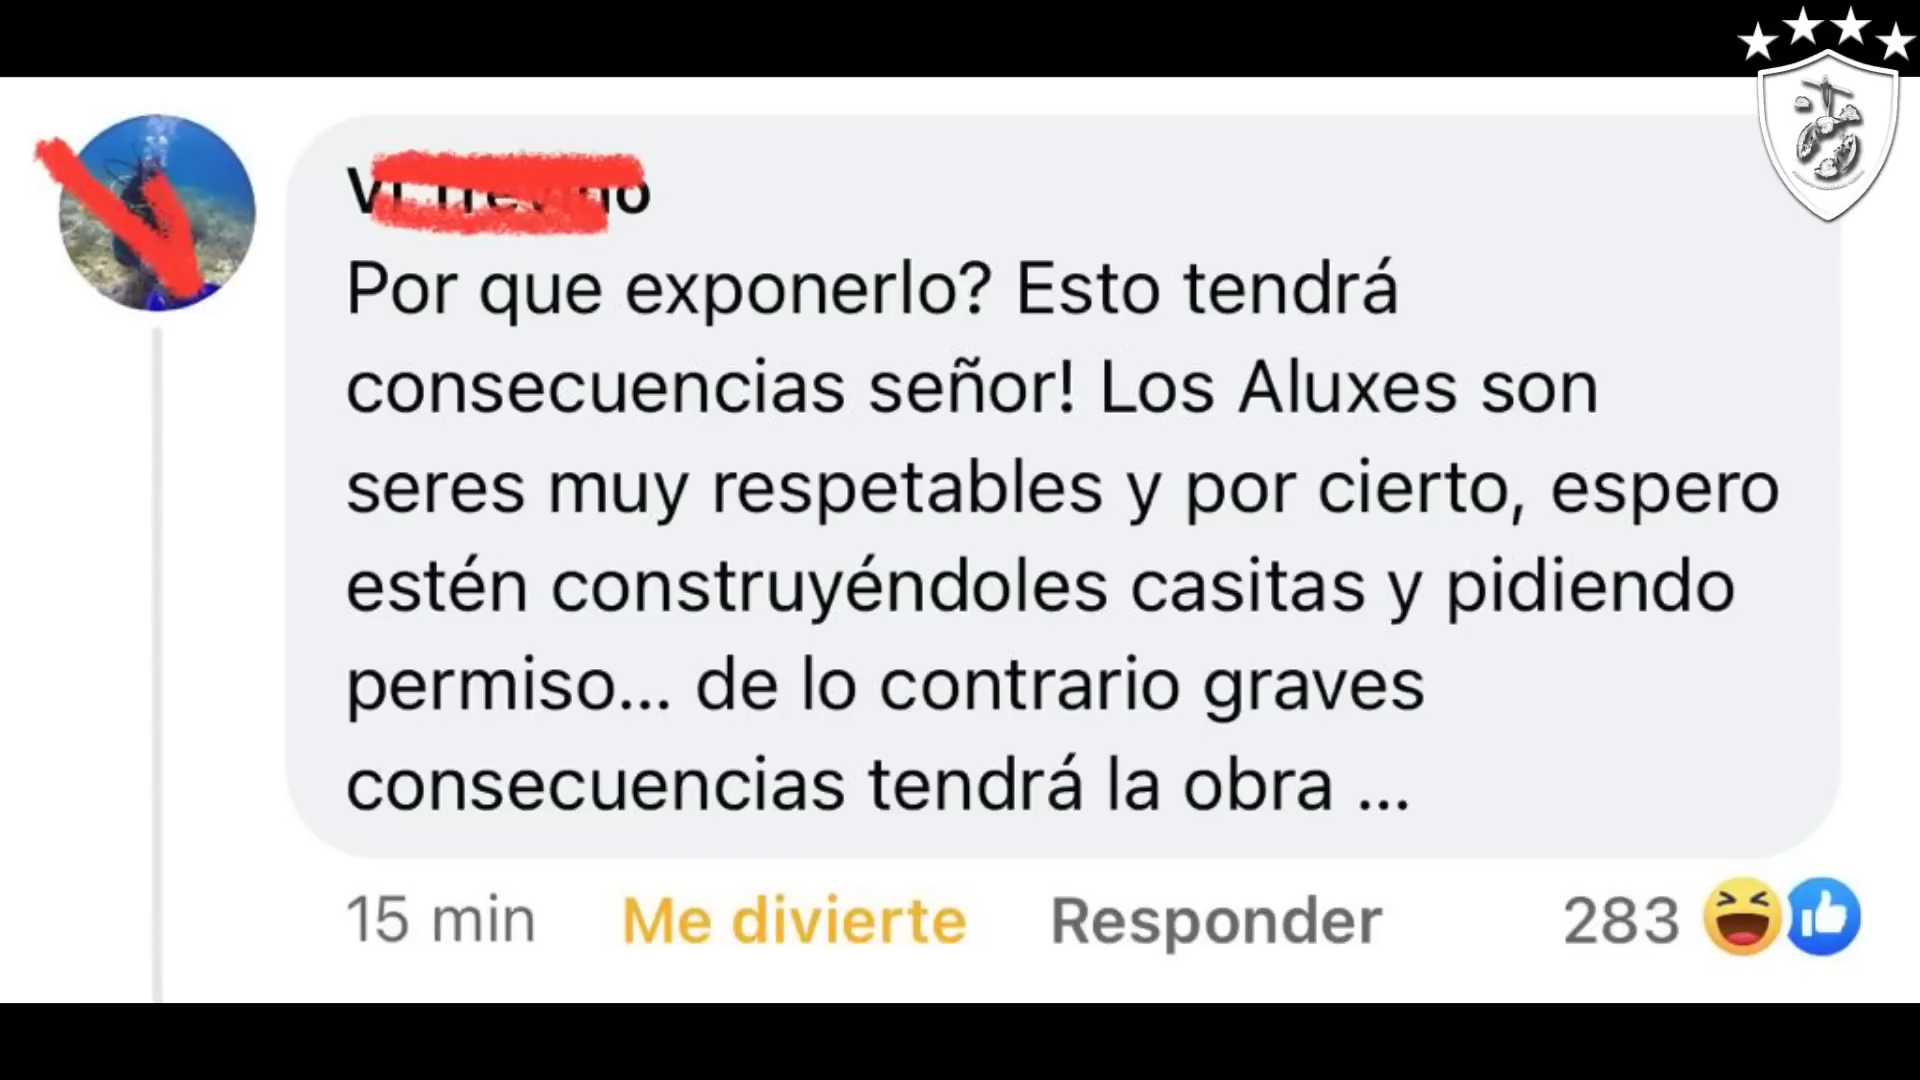 Por que exponerlo? Esto tendrá
consecuencias señor! Los Aluxes son
seres muy respetables y por cierto, espero
estén construyéndoles casitas y pidiendo
permiso... de lo contrario graves
consecuencias tendrá la obra ...
15 min Me divierte Responder 283